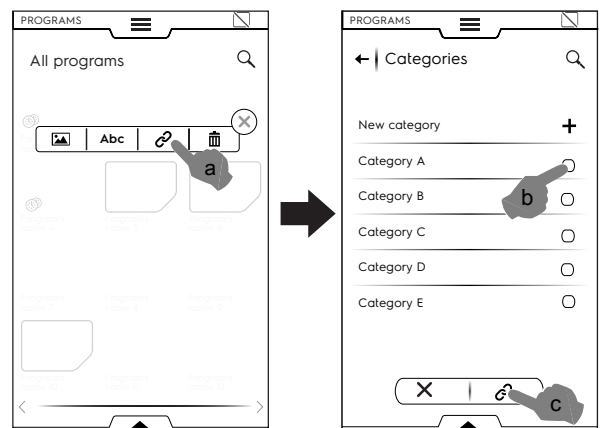 PROGRAMS
All programs
Abc
a
PROGRAMS
Categories
New category
Category A
b
Category B
Category C
Category D
Category E
c